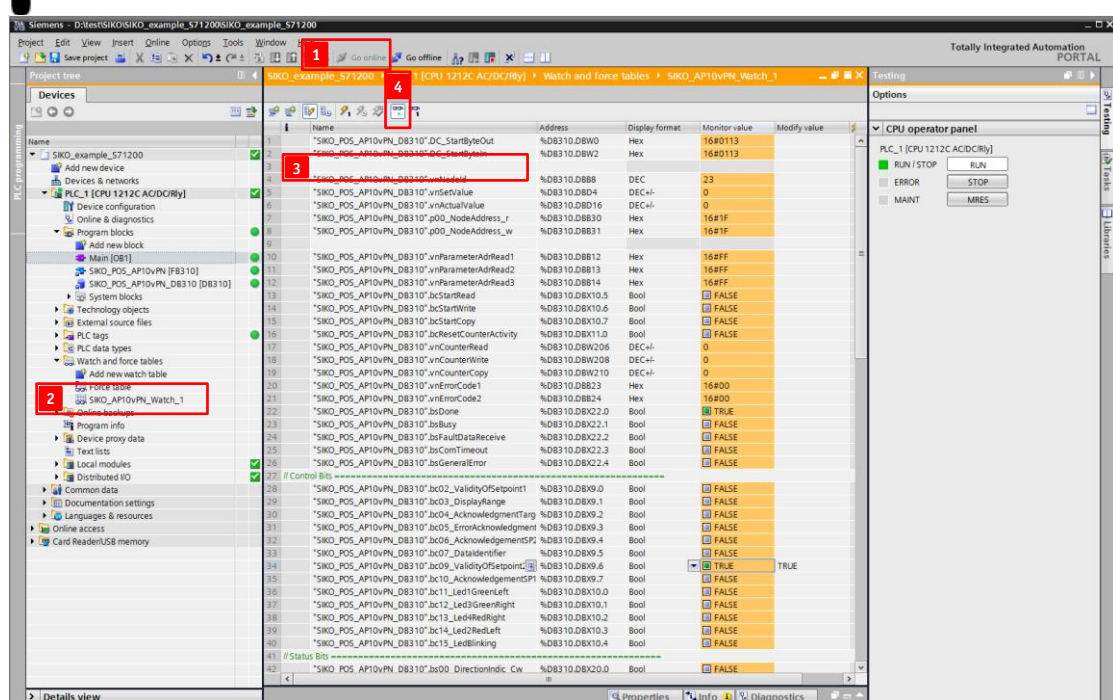 Siemens - D:\test\SIKO\SIKO_example_S71200\SIKO_example_S71200
Project Edit View Insert Online Options Tools Window
Totally Integrated Automation
PORTAL
Save project Go online Go offline
1
Project tree
SIKO_example_S71200 1 [CPU 1212C AC/DC/Rly] Watch and force tables SIKO_AP10vPN_Watch_1
Testing
4
Devices
Options
CPU operator panel
PLC_1 [CPU 1212C AC/DC/Rly]
RUN / STOP RUN
ERROR STOP
MAINT MRES
Testing
Tasks
Libraries
PLC programming
Name
SIKO_example_S71200
Add new device
Devices & networks
PLC_1 [CPU 1212C AC/DC/Rly]
Device configuration
Online & diagnostics
Program blocks
Add new block
Main [OB1]
SIKO_POS_AP10vPN [FB310]
SIKO_POS_AP10vPN_DB310 [DB310]
System blocks
Technology objects
External source files
PLC tags
PLC data types
Watch and force tables
Add new watch table
Force table
2
SIKO_AP10vPN_Watch_1
Online backups
Program info
Device proxy data
Text lists
Local modules
Distributed I/O
Common data
Documentation settings
Languages & resources
Online access
Card Reader/USB memory
Details view
i Name Address Display format Monitor value Modify value
1 "SIKO_POS_AP10vPN_DB310".DC_StartByteOut %DB310.DBW0 Hex 16#0113
2 "SIKO_POS_AP10vPN_DB310".DC_StartByteIn %DB310.DBW2 Hex 16#0113
3
3
4 "SIKO_POS_AP10vPN_DB310".vnNodeId %DB310.DBB8 DEC 23
5 "SIKO_POS_AP10vPN_DB310".vnSetValue %DB310.DBD4 DEC+/- 0
6 "SIKO_POS_AP10vPN_DB310".vnActualValue %DB310.DBD16 DEC+/- 0
7 "SIKO_POS_AP10vPN_DB310".p00_NodeAddress_r %DB310.DBB30 Hex 16#1F
8 "SIKO_POS_AP10vPN_DB310".p00_NodeAddress_w %DB310.DBB31 Hex 16#1F
9
10 "SIKO_POS_AP10vPN_DB310".vnParameterAdrRead1 %DB310.DBB12 Hex 16#FF
11 "SIKO_POS_AP10vPN_DB310".vnParameterAdrRead2 %DB310.DBB13 Hex 16#FF
12 "SIKO_POS_AP10vPN_DB310".vnParameterAdrRead3 %DB310.DBB14 Hex 16#FF
13 "SIKO_POS_AP10vPN_DB310".bcStartRead %DB310.DBX10.5 Bool FALSE
14 "SIKO_POS_AP10vPN_DB310".bcStartWrite %DB310.DBX10.6 Bool FALSE
15 "SIKO_POS_AP10vPN_DB310".bcStartCopy %DB310.DBX10.7 Bool FALSE
16 "SIKO_POS_AP10vPN_DB310".bcResetCounterActivity %DB310.DBX11.0 Bool FALSE
17 "SIKO_POS_AP10vPN_DB310".vnCounterRead %DB310.DBW206 DEC+/- 0
18 "SIKO_POS_AP10vPN_DB310".vnCounterWrite %DB310.DBW208 DEC+/- 0
19 "SIKO_POS_AP10vPN_DB310".vnCounterCopy %DB310.DBW210 DEC+/- 0
20 "SIKO_POS_AP10vPN_DB310".vnErrorCode1 %DB310.DBB23 Hex 16#00
21 "SIKO_POS_AP10vPN_DB310".vnErrorCode2 %DB310.DBB24 Hex 16#00
22 "SIKO_POS_AP10vPN_DB310".bsDone %DB310.DBX22.0 Bool TRUE
23 "SIKO_POS_AP10vPN_DB310".bsBusy %DB310.DBX22.1 Bool FALSE
24 "SIKO_POS_AP10vPN_DB310".bsFaultDataReceive %DB310.DBX22.2 Bool FALSE
25 "SIKO_POS_AP10vPN_DB310".bsComTimeout %DB310.DBX22.3 Bool FALSE
26 "SIKO_POS_AP10vPN_DB310".bsGeneralError %DB310.DBX22.4 Bool FALSE
27 // Control Bits
28 "SIKO_POS_AP10vPN_DB310".bc02_ValidityOfSetpoint1 %DB310.DBX9.0 Bool FALSE
29 "SIKO_POS_AP10vPN_DB310".bc03_DisplayRange %DB310.DBX9.1 Bool FALSE
30 "SIKO_POS_AP10vPN_DB310".bc04_AcknowledgmentTarg %DB310.DBX9.2 Bool FALSE
31 "SIKO_POS_AP10vPN_DB310".bc05_ErrorAcknowledgment %DB310.DBX9.3 Bool FALSE
32 "SIKO_POS_AP10vPN_DB310".bc06_AcknowledgementSP2 %DB310.DBX9.4 Bool FALSE
33 "SIKO_POS_AP10vPN_DB310".bc07_DataIdentifier %DB310.DBX9.5 Bool FALSE
34 "SIKO_POS_AP10vPN_DB310".bc09_ValidityOfSetpoint2 %DB310.DBX9.6 Bool TRUE TRUE
35 "SIKO_POS_AP10vPN_DB310".bc10_AcknowledgementSP1 %DB310.DBX9.7 Bool FALSE
36 "SIKO_POS_AP10vPN_DB310".bc11_Led1GreenLeft %DB310.DBX10.0 Bool FALSE
37 "SIKO_POS_AP10vPN_DB310".bc12_Led3GreenRight %DB310.DBX10.1 Bool FALSE
38 "SIKO_POS_AP10vPN_DB310".bc13_Led4RedRight %DB310.DBX10.2 Bool FALSE
39 "SIKO_POS_AP10vPN_DB310".bc14_Led2RedLeft %DB310.DBX10.3 Bool FALSE
40 "SIKO_POS_AP10vPN_DB310".bc15_LedBlinking %DB310.DBX10.4 Bool FALSE
41 // Status Bits
42 "SIKO_POS_AP10vPN_DB310".bs00_DirectionIndic_Cw %DB310.DBX20.0 Bool FALSE
Properties Info Diagnostics